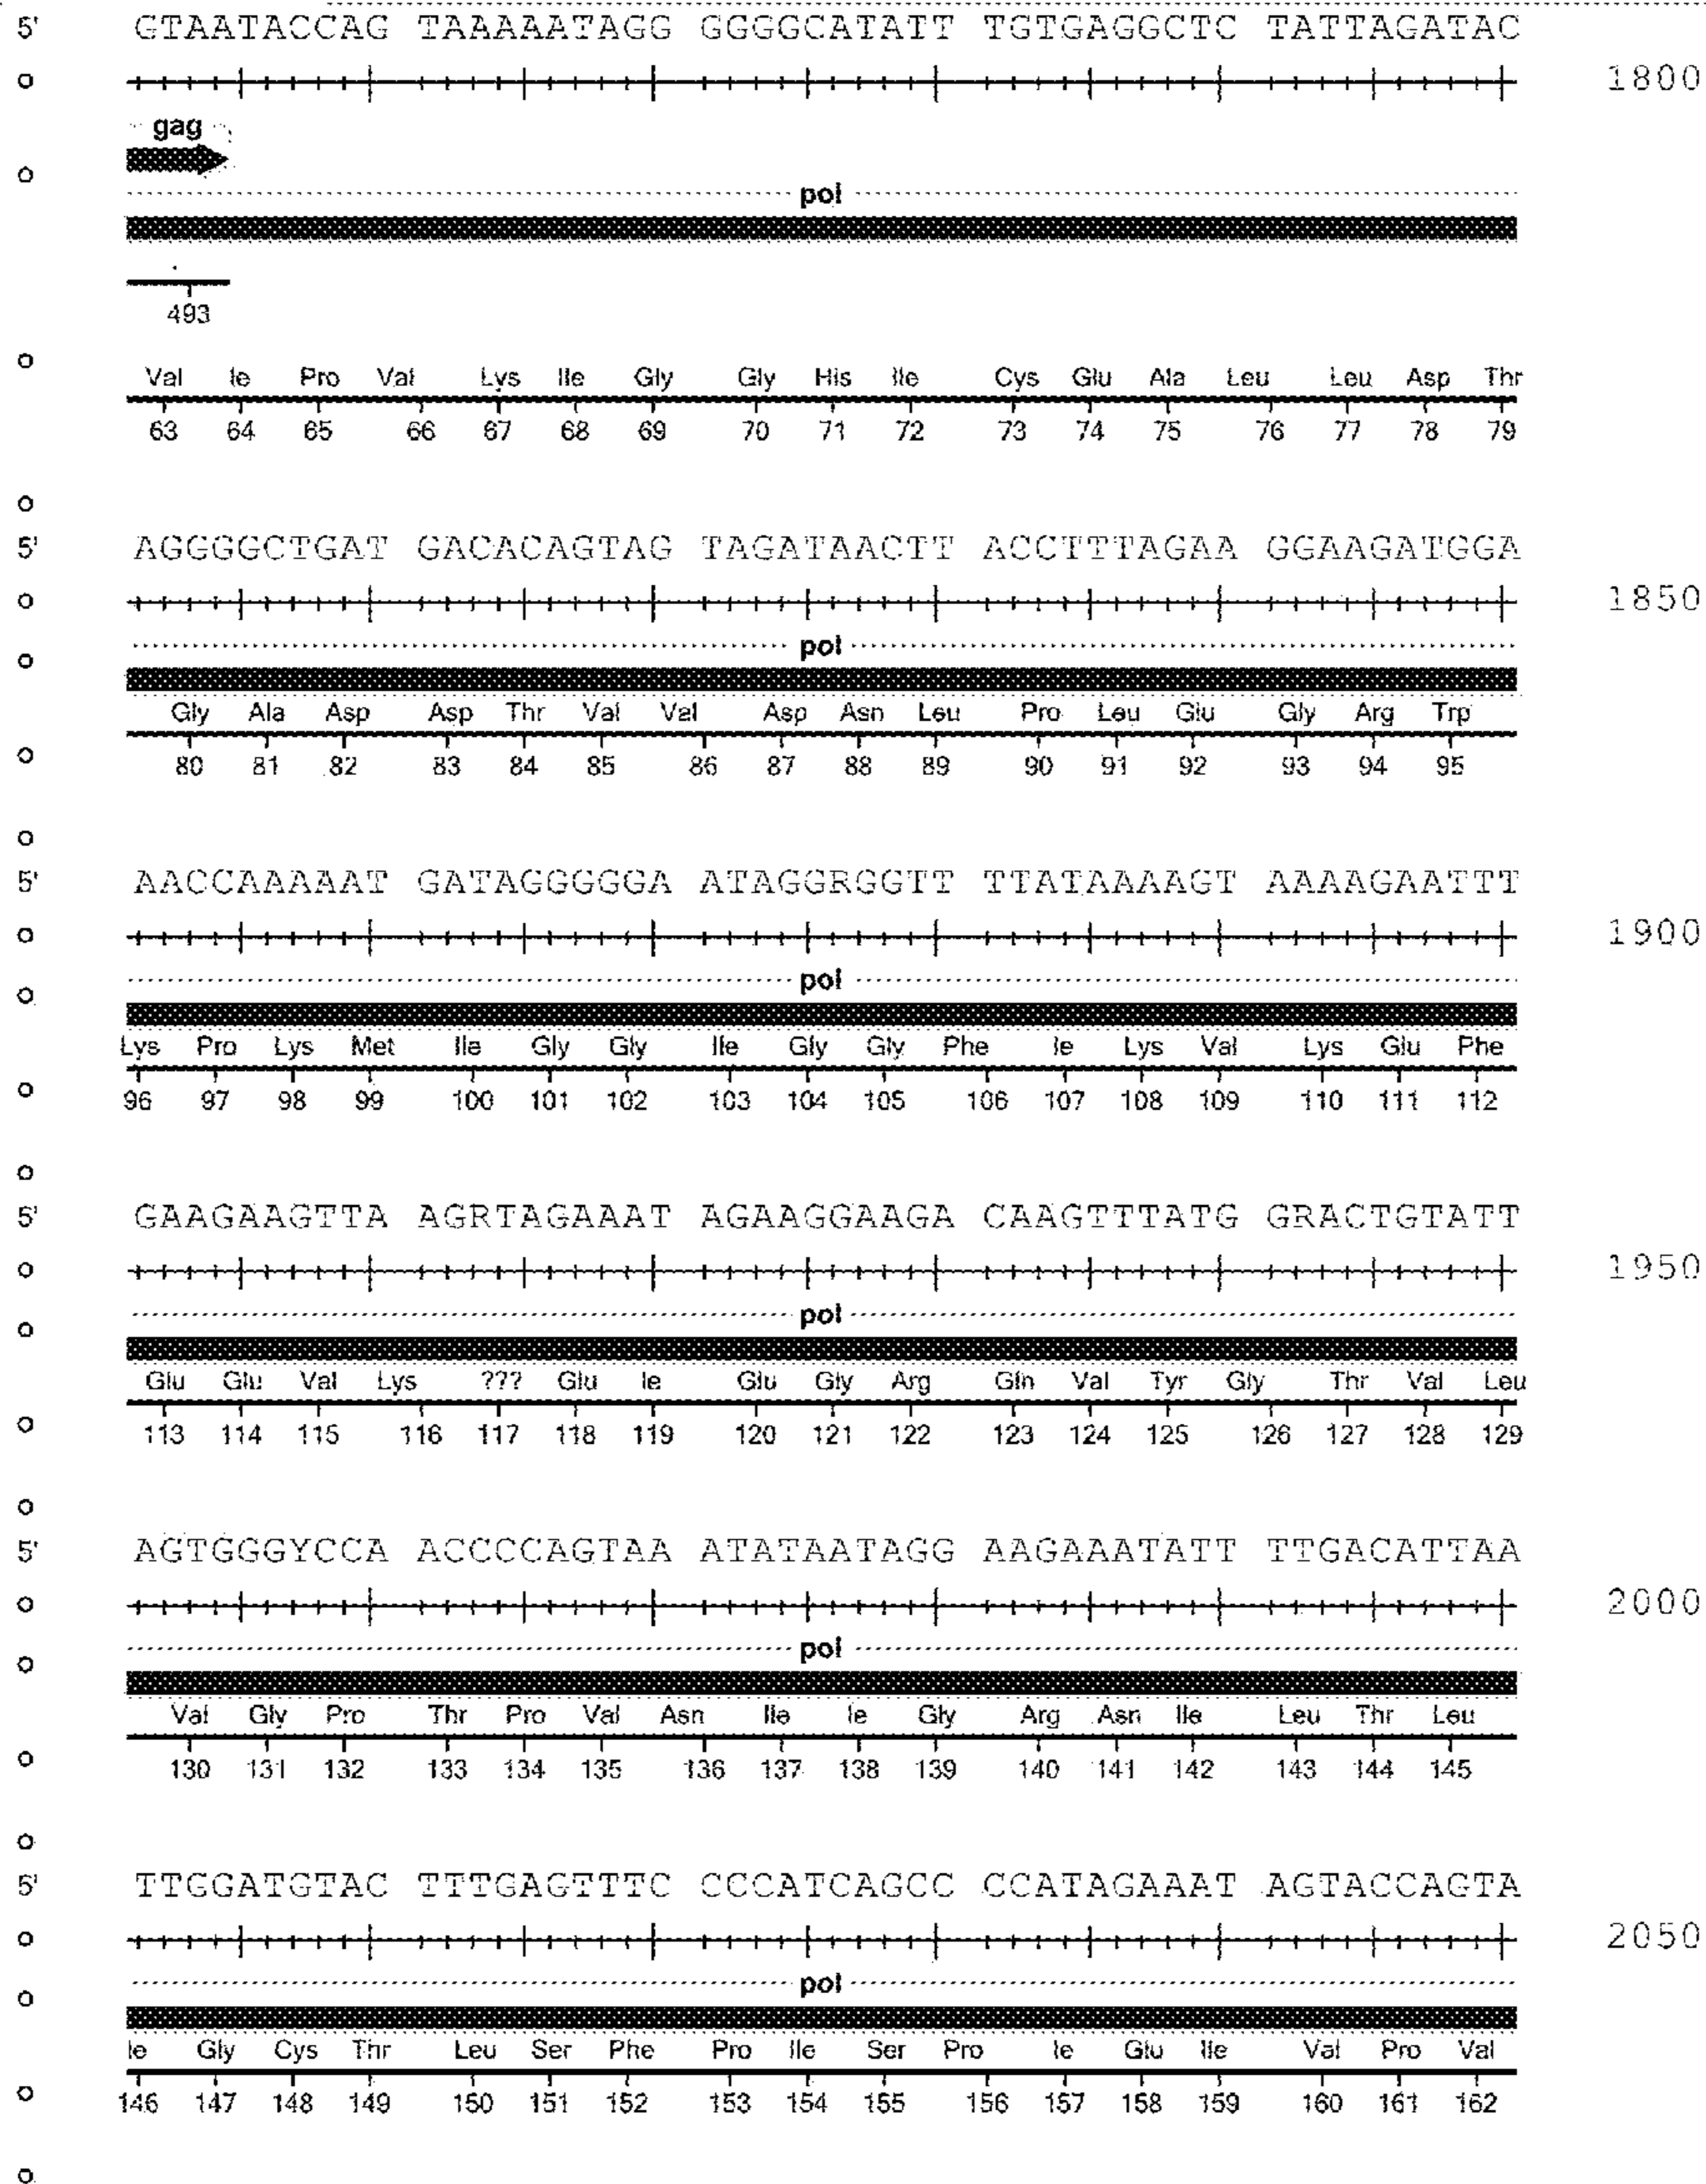 5' GTAATACCAG TAAAAATAGG GGGGCATATT TGTGAGGCTC TATTAGATAC
1800
gag
pol
493
Val Ie Pro Val Lys Ile Gly Gly His Ile Cys Glu Ala Leu Leu Asp Thr
63 64 65 66 67 68 69 70 71 72 73 74 75 76 77 78 79
5' AGGGGCTGAT GACACAGTAG TAGATAACTT ACCTTTAGAA GGAAGATGGA
1850
pol
Gly Ala Asp Asp Thr Val Val Asp Asn Leu Pro Leu Glu Gly Arg Trp
80 81 82 83 84 85 86 87 88 89 90 91 92 93 94 95
5' AACCAAAAAT GATAGGGGGA ATAGGRGGTT TTATAAAAGT AAAAGAATTT
1900
pol
Lys Pro Lys Met Ile Gly Gly Ile Gly Gly Phe Ie Lys Val Lys Glu Phe
96 97 98 99 100 101 102 103 104 105 106 107 108 109 110 111 112
5' GAAGAAGTTA AGRTAGAAAT AGAAGGAAGA CAAGTTTATG GRACTGTATT
1950
pol
Glu Glu Val Lys ??? Glu Ie Glu Gly Arg Gln Val Tyr Gly Thr Val Leu
113 114 115 116 117 118 119 120 121 122 123 124 125 126 127 128 129
5' AGTGGGYCCA ACCCCAGTAA ATATAATAGG AAGAAATATT TTGACATTAA
2000
pol
Val Gly Pro Thr Pro Val Asn Ile Ie Gly Arg Asn Ile Leu Thr Leu
130 131 132 133 134 135 136 137 138 139 140 141 142 143 144 145
5' TTGGATGTAC TTTGAGTTTC CCCATCAGCC CCATAGAAAT AGTACCAGTA
2050
pol
Ie Gly Cys Thr Leu Ser Phe Pro Ile Ser Pro Ie Glu Ile Val Pro Val
146 147 148 149 150 151 152 153 154 155 156 157 158 159 160 161 162